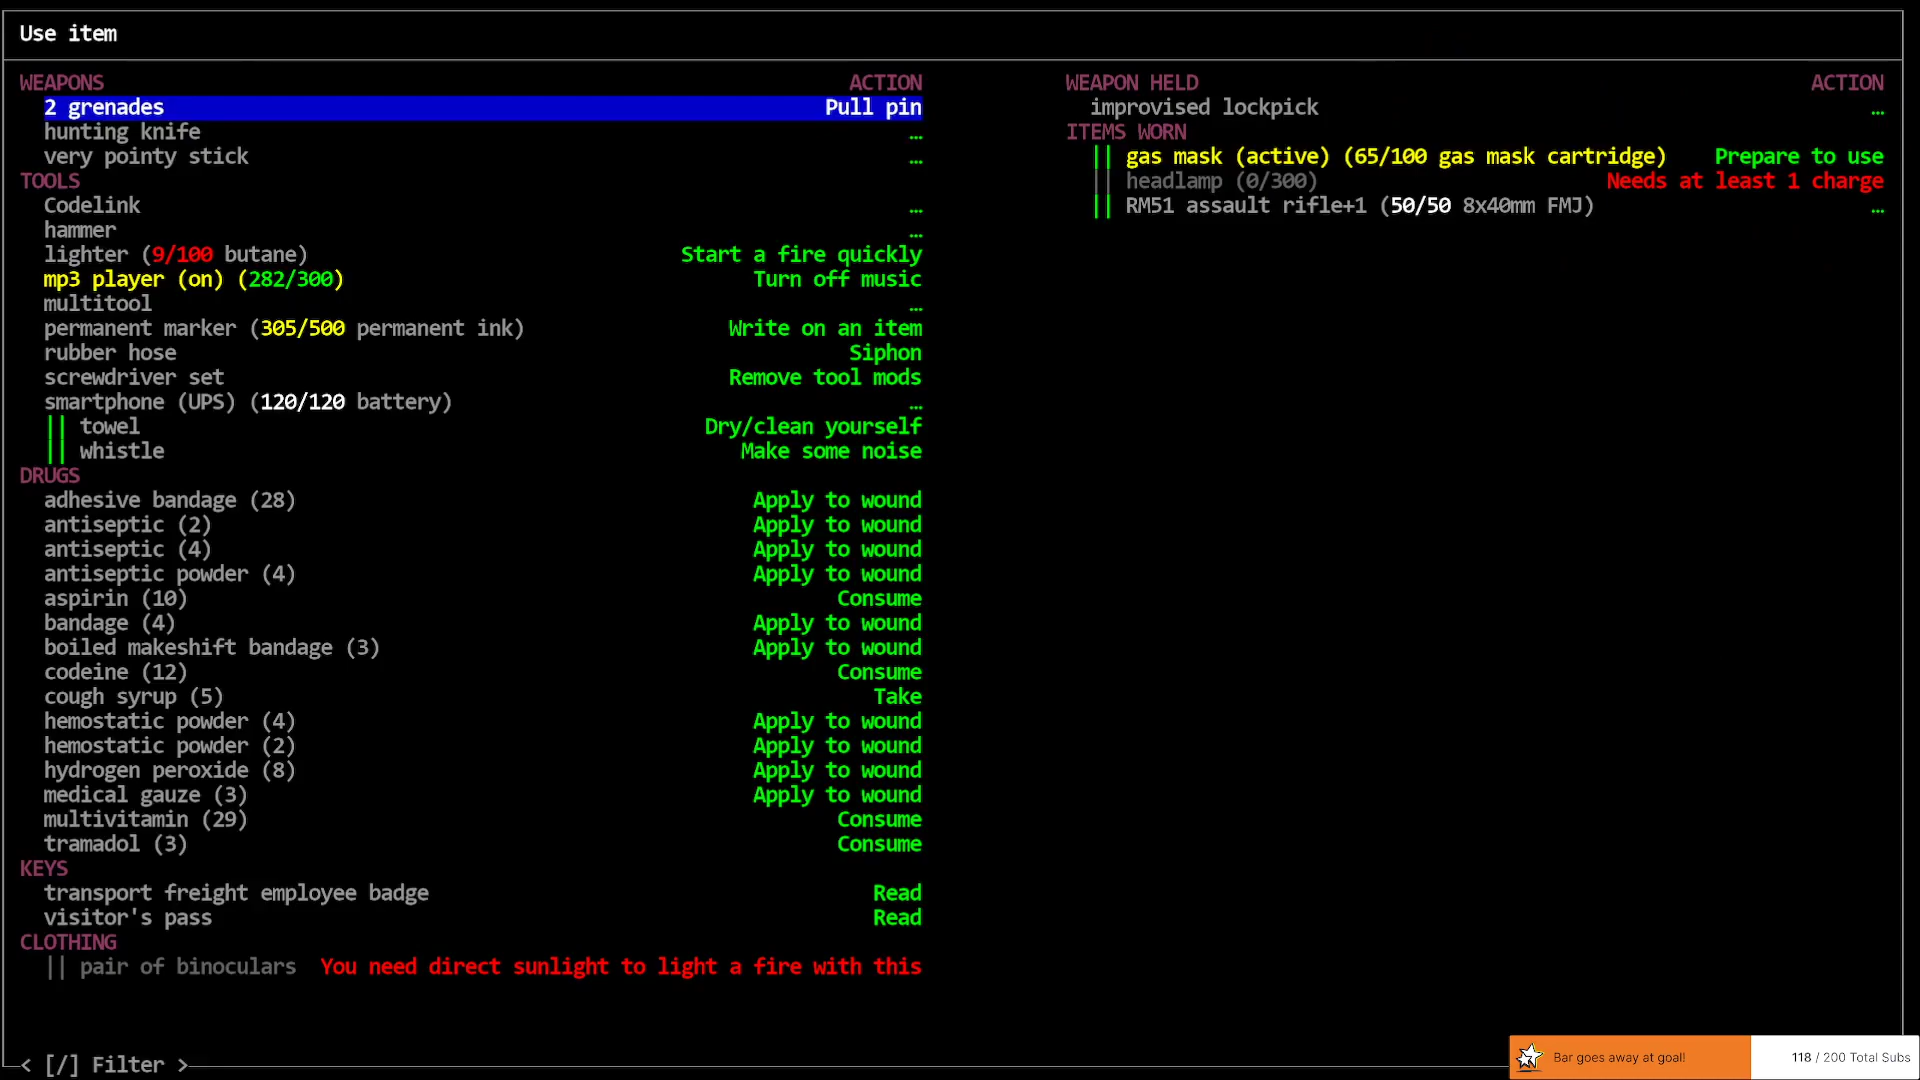 Use item
WEAPONS ACTION
2 grenades Pull pin
hunting knife …
very pointy stick …
TOOLS
Codelink …
hammer …
lighter (9/100 butane) Start a fire quickly
mp3 player (on) (282/300) Turn off music
multitool …
permanent marker (305/500 permanent ink) Write on an item
rubber hose Siphon
screwdriver set Remove tool mods
smartphone (UPS) (120/120 battery) …
|| towel Dry/clean yourself
|| whistle Make some noise
DRUGS
adhesive bandage (28) Apply to wound
antiseptic (2) Apply to wound
antiseptic (4) Apply to wound
antiseptic powder (4) Apply to wound
aspirin (10) Consume
bandage (4) Apply to wound
boiled makeshift bandage (3) Apply to wound
codeine (12) Consume
cough syrup (5) Take
hemostatic powder (4) Apply to wound
hemostatic powder (2) Apply to wound
hydrogen peroxide (8) Apply to wound
medical gauze (3) Apply to wound
multivitamin (29) Consume
tramadol (3) Consume
KEYS
transport freight employee badge Read
visitor's pass Read
CLOTHING
|| pair of binoculars You need direct sunlight to light a fire with this
WEAPON HELD ACTION
improvised lockpick …
ITEMS WORN
|| gas mask (active) (65/100 gas mask cartridge) Prepare to use
|| headlamp (0/300) Needs at least 1 charge
|| RM51 assault rifle+1 (50/50 8x40mm FMJ) …
< [/] Filter >
Bar goes away at goal! 118 / 200 Total Subs